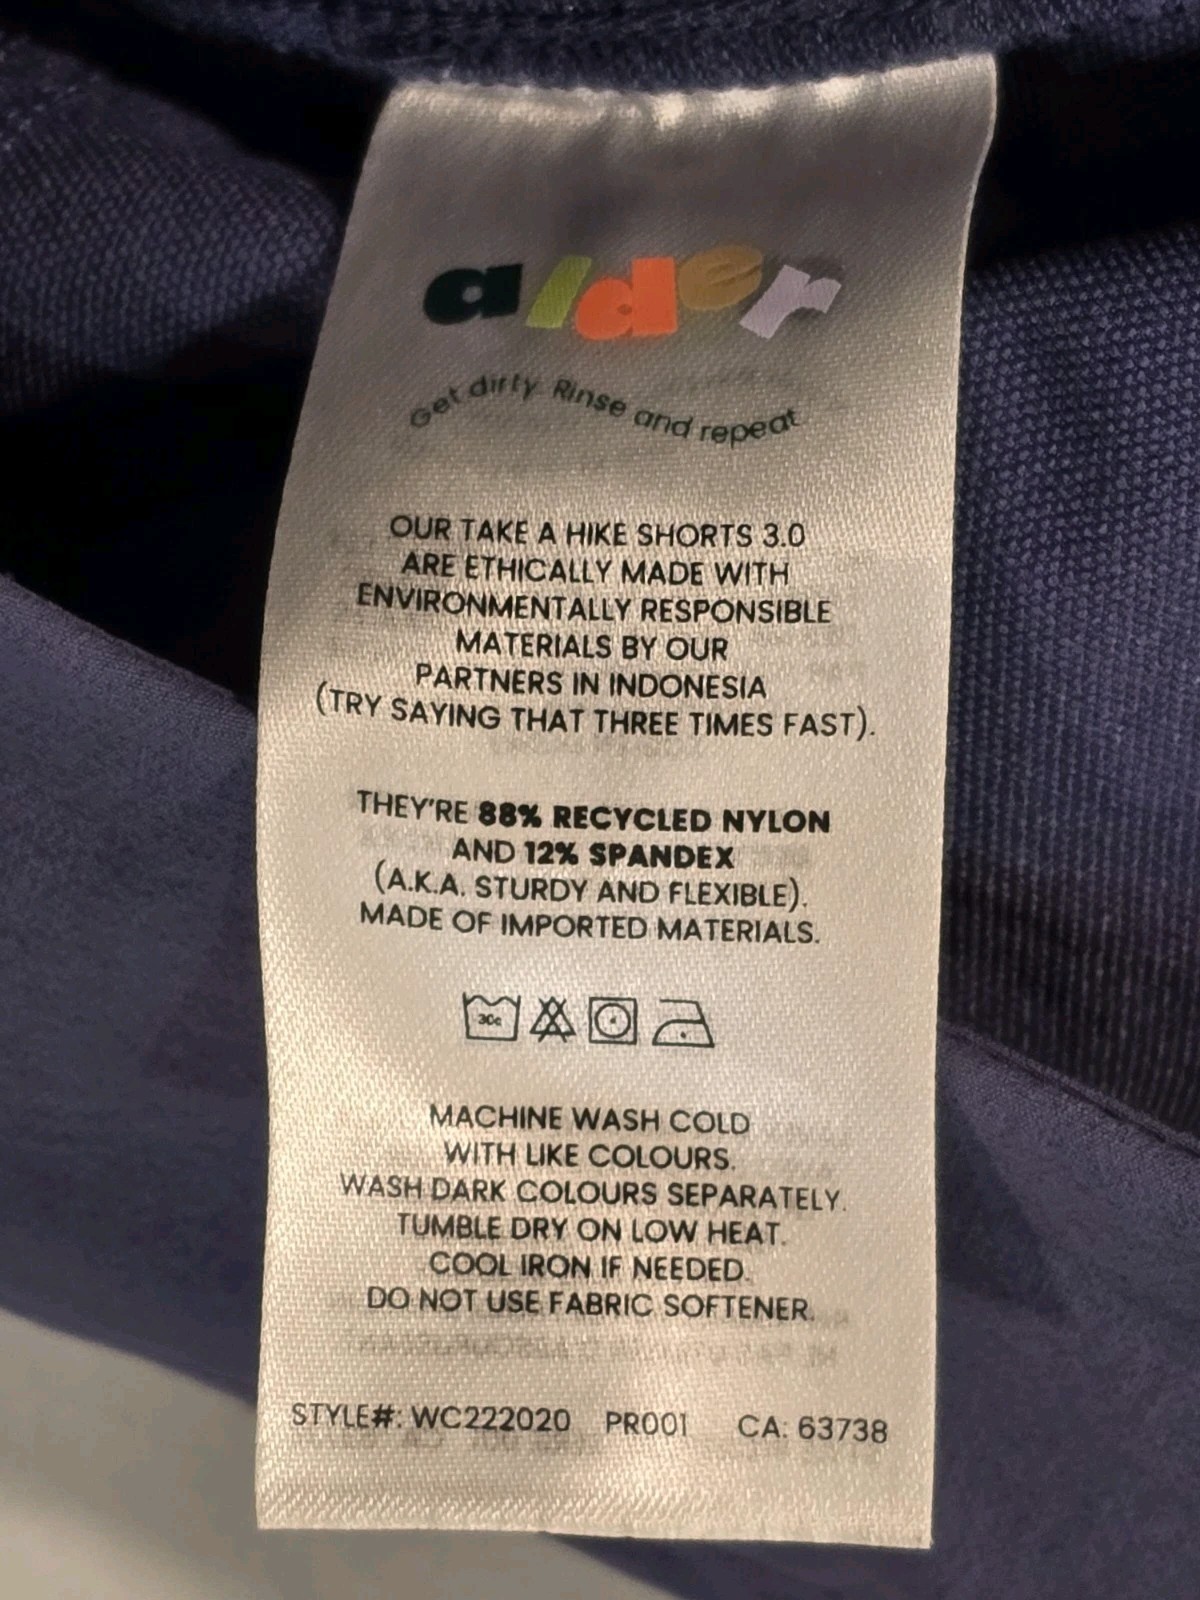 alder
Get dirty. Rinse and repeat
OUR TAKE A HIKE SHORTS 3.0
ARE ETHICALLY MADE WITH
ENVIRONMENTALLY RESPONSIBLE
MATERIALS BY OUR
PARTNERS IN INDONESIA
(TRY SAYING THAT THREE TIMES FAST).
THEY'RE 88% RECYCLED NYLON
AND 12% SPANDEX
(A.K.A. STURDY AND FLEXIBLE).
MADE OF IMPORTED MATERIALS.
30c
MACHINE WASH COLD
WITH LIKE COLOURS.
WASH DARK COLOURS SEPARATELY.
TUMBLE DRY ON LOW HEAT.
COOL IRON IF NEEDED.
DO NOT USE FABRIC SOFTENER.
STYLE#: WC222020 PR001 CA: 63738